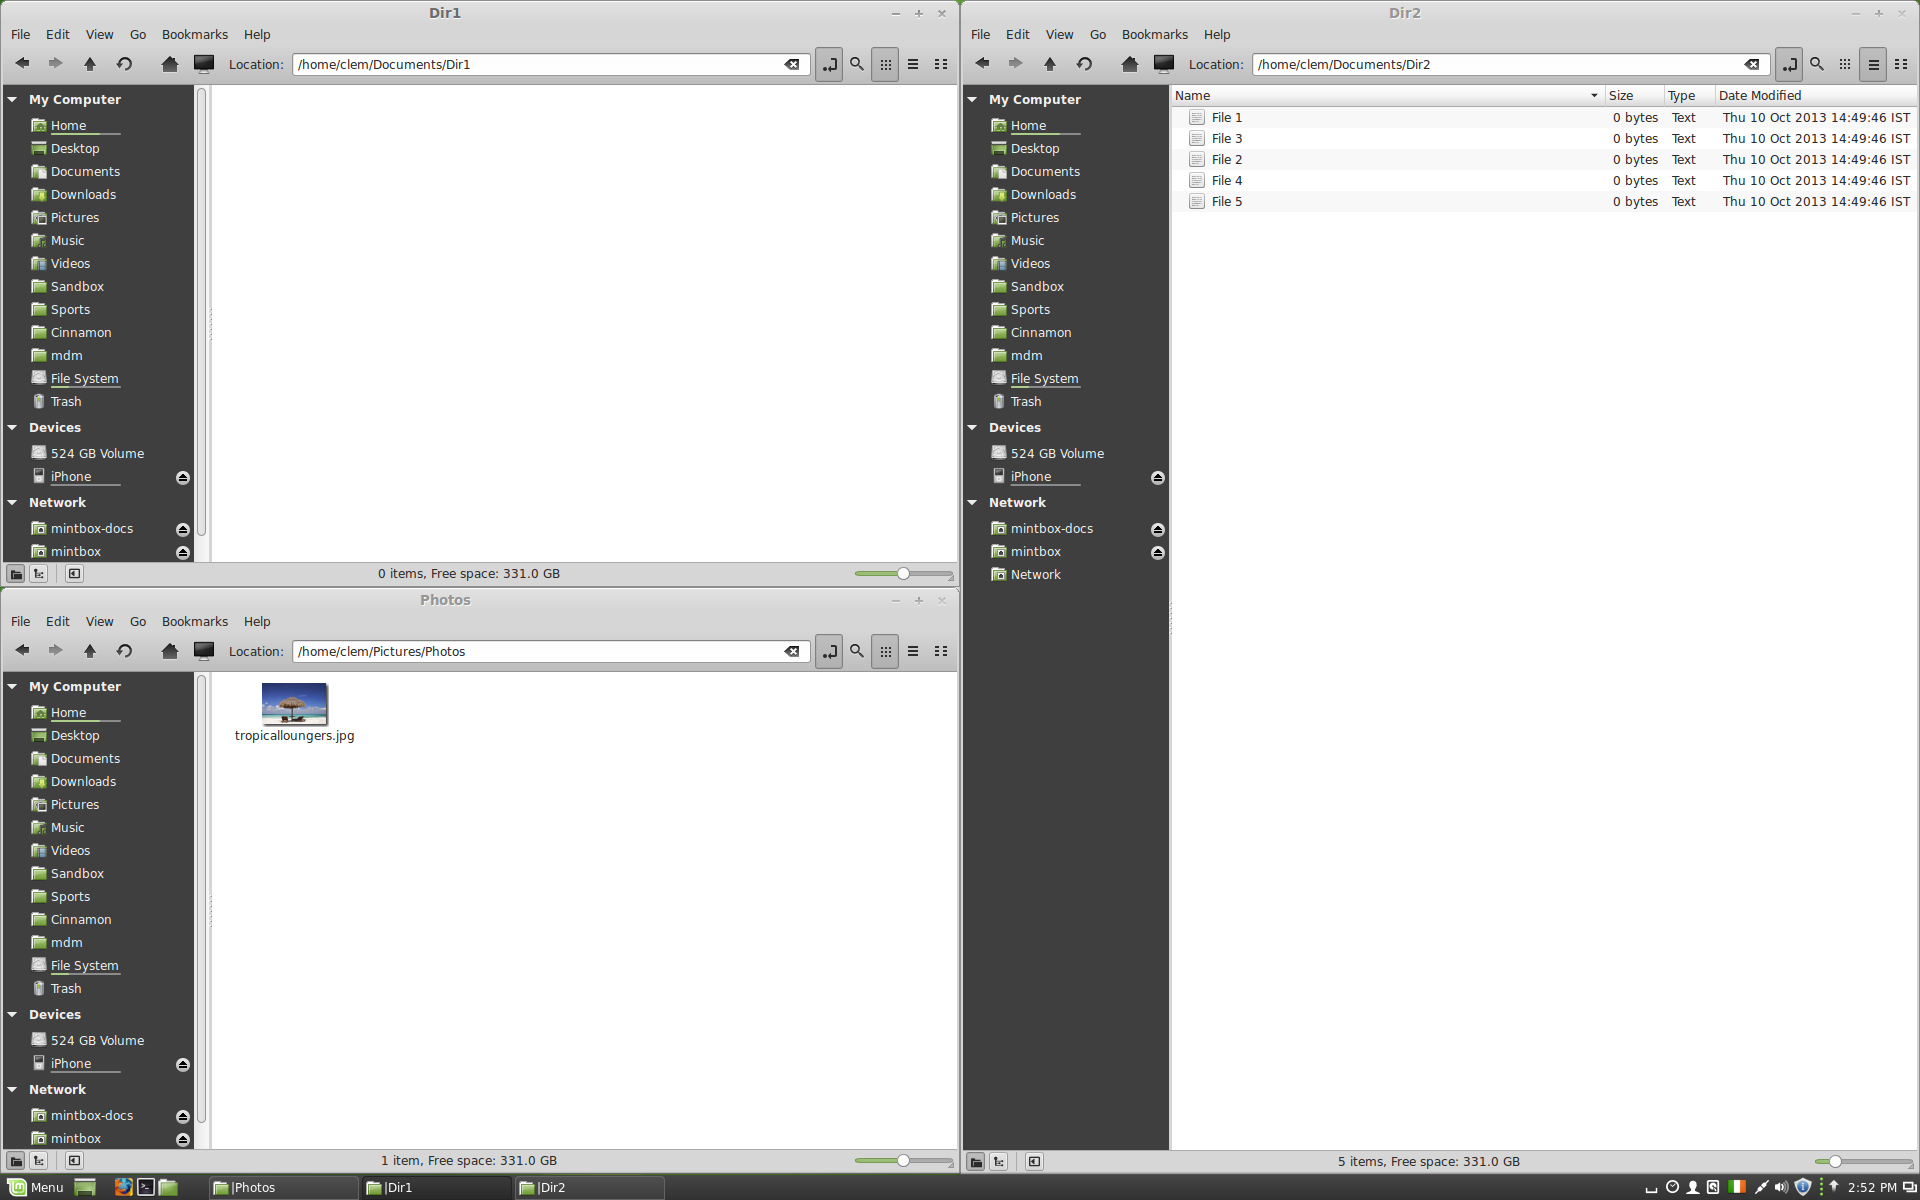 Dir1
File Edit View Go Bookmarks Help
Location: /home/clem/Documents/Dir1
My Computer
Home
Desktop
Documents
Downloads
Pictures
Music
Videos
Sandbox
Sports
Cinnamon
mdm
File System
Trash
Devices
524 GB Volume
iPhone
Network
mintbox-docs
mintbox
0 items, Free space: 331.0 GB
Photos
File Edit View Go Bookmarks Help
Location: /home/clem/Pictures/Photos
My Computer
Home
Desktop
Documents
Downloads
Pictures
Music
Videos
Sandbox
Sports
Cinnamon
mdm
File System
Trash
Devices
524 GB Volume
iPhone
Network
mintbox-docs
mintbox
tropicalloungers.jpg
1 item, Free space: 331.0 GB
Dir2
File Edit View Go Bookmarks Help
Location: /home/clem/Documents/Dir2
My Computer
Home
Desktop
Documents
Downloads
Pictures
Music
Videos
Sandbox
Sports
Cinnamon
mdm
File System
Trash
Devices
524 GB Volume
iPhone
Network
mintbox-docs
mintbox
Network
Name Size Type Date Modified
File 1 0 bytes Text Thu 10 Oct 2013 14:49:46 IST
File 3 0 bytes Text Thu 10 Oct 2013 14:49:46 IST
File 2 0 bytes Text Thu 10 Oct 2013 14:49:46 IST
File 4 0 bytes Text Thu 10 Oct 2013 14:49:46 IST
File 5 0 bytes Text Thu 10 Oct 2013 14:49:46 IST
5 items, Free space: 331.0 GB
Menu |Photos |Dir1 |Dir2 2:52 PM